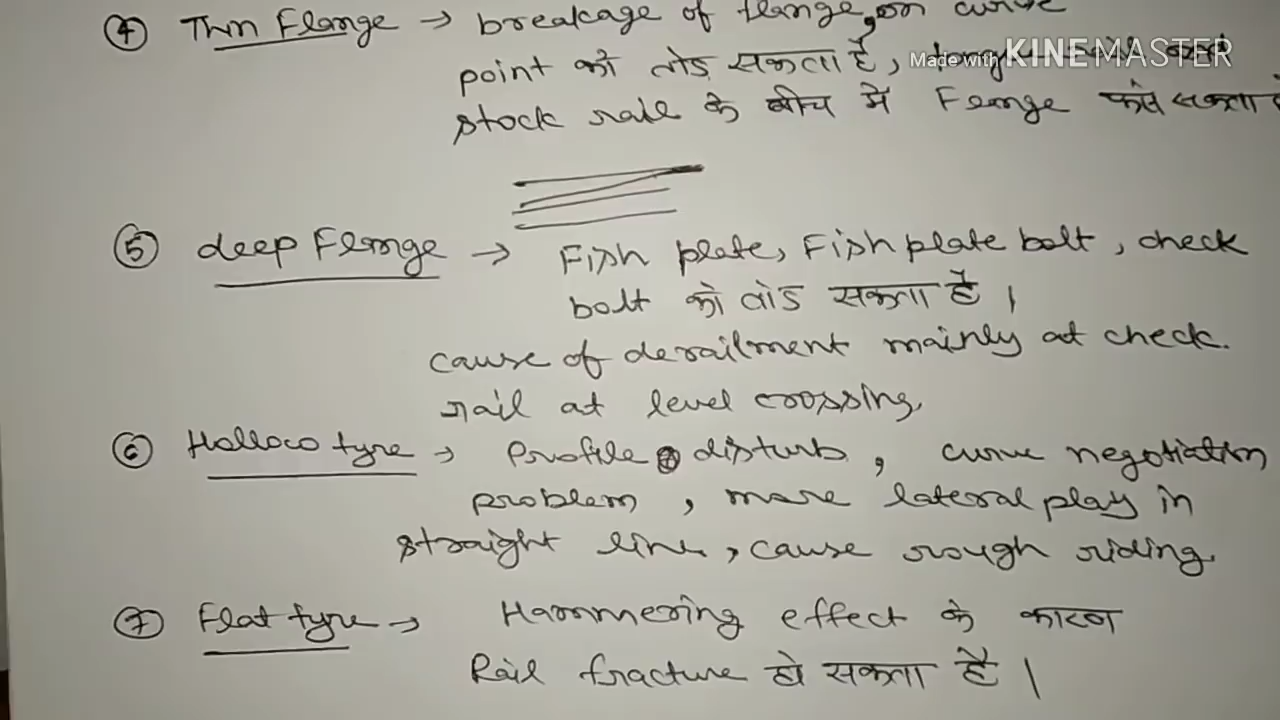 ④ Thin Flange → breakage of flange, on curve
point को तोड सकता है, tongue rail and
Made with KINEMASTER
stock rail के बीच में Flange फंस सकता है
⑤ deep Flange → Fish plate, Fish plate bolt, check
bolt को तोड सकता है।
cause of derailment mainly at check.
rail at level crossing,
⑥ Hollow tyre → Profile disturb, curve negotiation
problem, more lateral play in
straight line, cause rough riding,
⑦ Flat tyre → Hammering effect के कारण
Rail fracture हो सकता है।